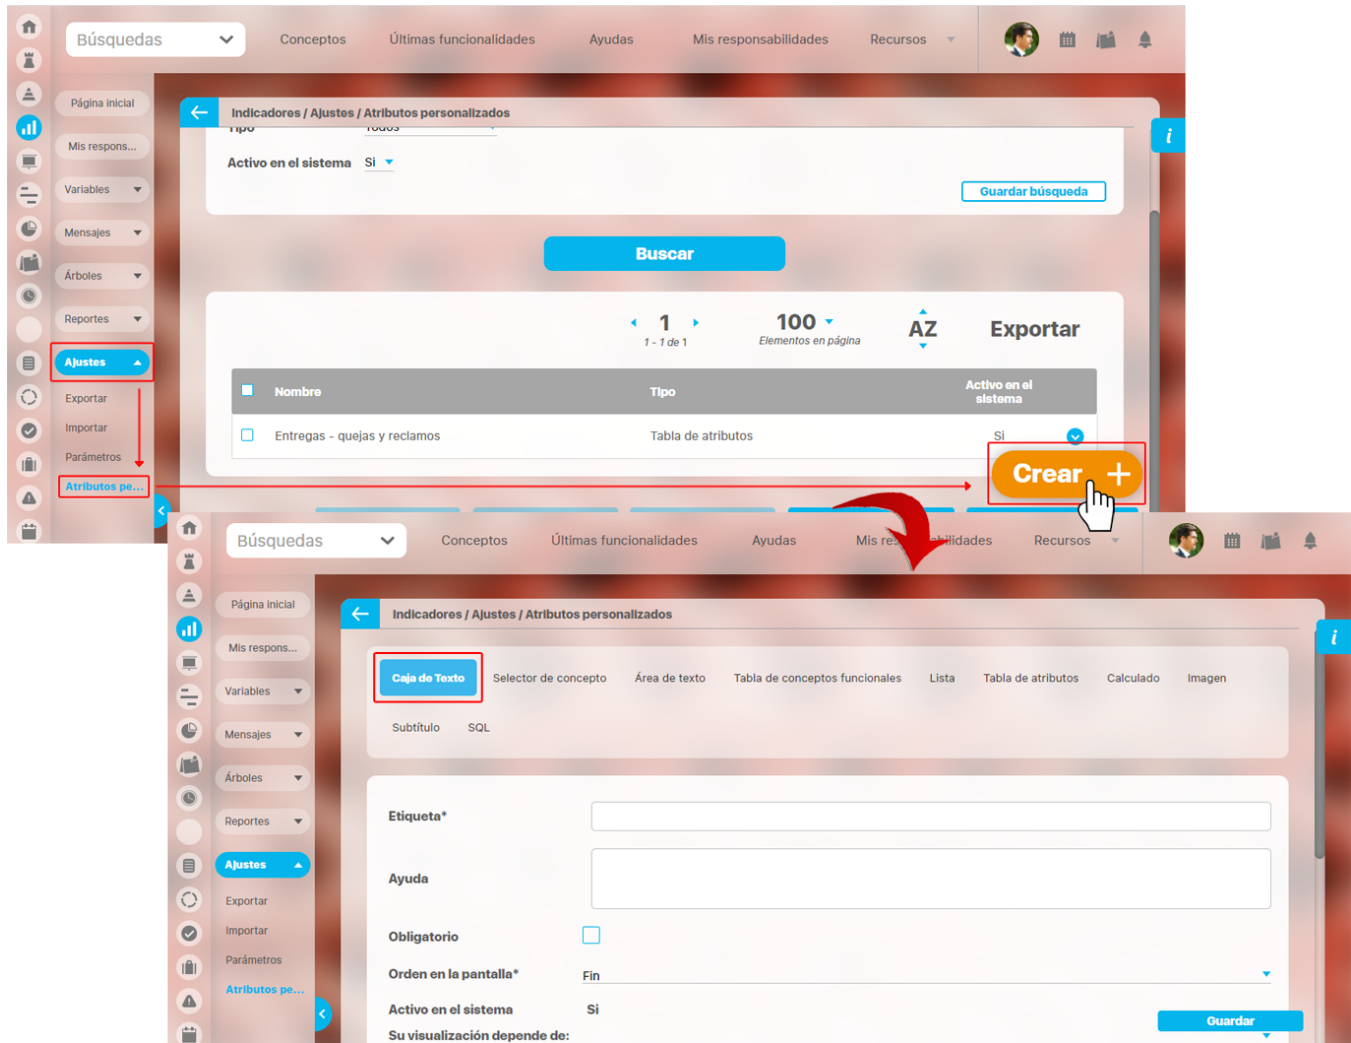 Búsquedas
Conceptos
Últimas funcionalidades
Ayudas
Mis responsabilidades
Recursos
Página inicial
Mis respons...
Variables
Mensajes
Árboles
Reportes
Ajustes
Exportar
Importar
Parámetros
Atributos pe...
Indicadores / Ajustes / Atributos personalizados
i
Tipo Todos
Activo en el sistema Si
Guardar búsqueda
Buscar
1
1 - 1 de 1
100
Elementos en página
AZ
Exportar
Nombre
Tipo
Activo en el
sistema
Entregas - quejas y reclamos
Tabla de atributos
Si
Crear +
Búsquedas
Conceptos
Últimas funcionalidades
Ayudas
Recursos
Página inicial
Mis respons...
Variables
Mensajes
Árboles
Reportes
Ajustes
Exportar
Importar
Parámetros
Atributos pe...
Indicadores / Ajustes / Atributos personalizados
i
Caja de Texto
Selector de concepto
Área de texto
Tabla de conceptos funcionales
Lista
Tabla de atributos
Calculado
Imagen
Subtítulo
SQL
Etiqueta*
Ayuda
Obligatorio
Orden en la pantalla* Fin
Activo en el sistema Si
Su visualización depende de:
Guardar